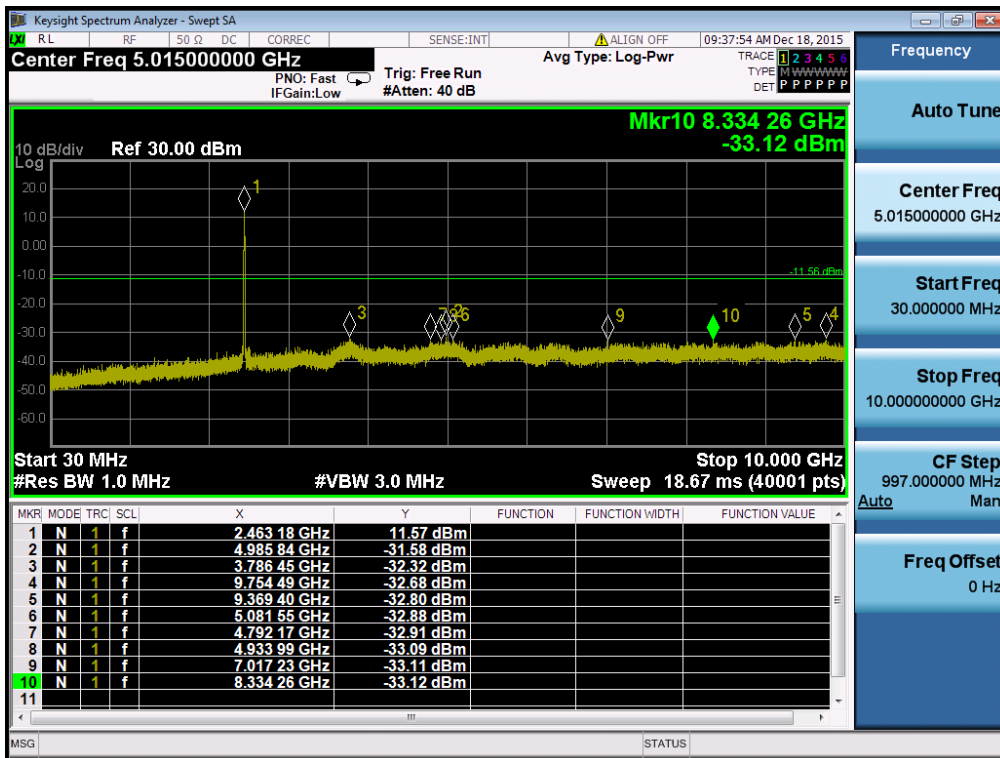 Keysight Spectrum Analyzer - Swept SA
LXI RL RF 50 Ω DC CORREC SENSE:INT ALIGN OFF 09:37:54 AM Dec 18, 2015
Center Freq 5.015000000 GHz
PNO: Fast
IFGain:Low
Trig: Free Run
#Atten: 40 dB
Avg Type: Log-Pwr
TRACE 1 2 3 4 5 6
TYPE M WWWWW
DET P P P P P P
Mkr10 8.334 26 GHz
-33.12 dBm
10 dB/div Ref 30.00 dBm
Log
20.0
10.0
0.00
-10.0
-20.0
-30.0
-40.0
-50.0
-60.0
-11.56 dBm
1
3
6
9
10
5
4
Start 30 MHz
Stop 10.000 GHz
#Res BW 1.0 MHz #VBW 3.0 MHz Sweep 18.67 ms (40001 pts)
MKR MODE TRC SCL X Y FUNCTION FUNCTION WIDTH FUNCTION VALUE
1 N 1 f 2.463 18 GHz 11.57 dBm
2 N 1 f 4.985 84 GHz -31.58 dBm
3 N 1 f 3.786 45 GHz -32.32 dBm
4 N 1 f 9.754 49 GHz -32.68 dBm
5 N 1 f 9.369 40 GHz -32.80 dBm
6 N 1 f 5.081 55 GHz -32.88 dBm
7 N 1 f 4.792 17 GHz -32.91 dBm
8 N 1 f 4.933 99 GHz -33.09 dBm
9 N 1 f 7.017 23 GHz -33.11 dBm
10 N 1 f 8.334 26 GHz -33.12 dBm
11
MSG
STATUS
Frequency
Auto Tune
Center Freq
5.015000000 GHz
Start Freq
30.000000 MHz
Stop Freq
10.000000000 GHz
CF Step
997.000000 MHz
Auto Man
Freq Offset
0 Hz